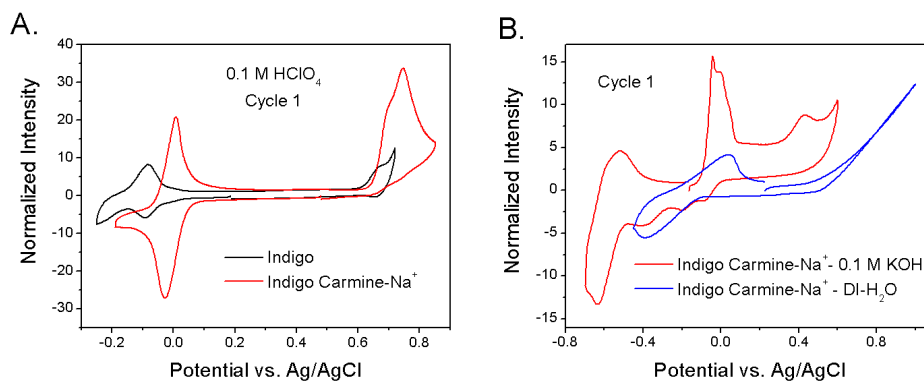 A.
Normalized Intensity
40
30
20
10
0
-10
-20
-30
0.1 M HClO₄
Cycle 1
Indigo
Indigo Carmine-Na⁺
-0.2 0.0 0.2 0.4 0.6 0.8
Potential vs. Ag/AgCl
B.
Normalized Intensity
15
10
5
0
5
-10
-15
Cycle 1
Indigo Carmine-Na⁺- 0.1 M KOH
Indigo Carmine-Na⁺ - DI-H₂O
-0.8 -0.4 0.0 0.4 0.8
Potential vs. Ag/AgCl